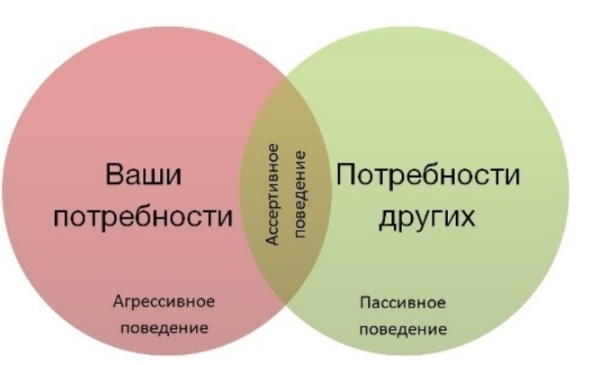 Ваши
потребности
Агрессивное
поведение
Ассертивное
поведение
Потребности
других
Пассивное
поведение